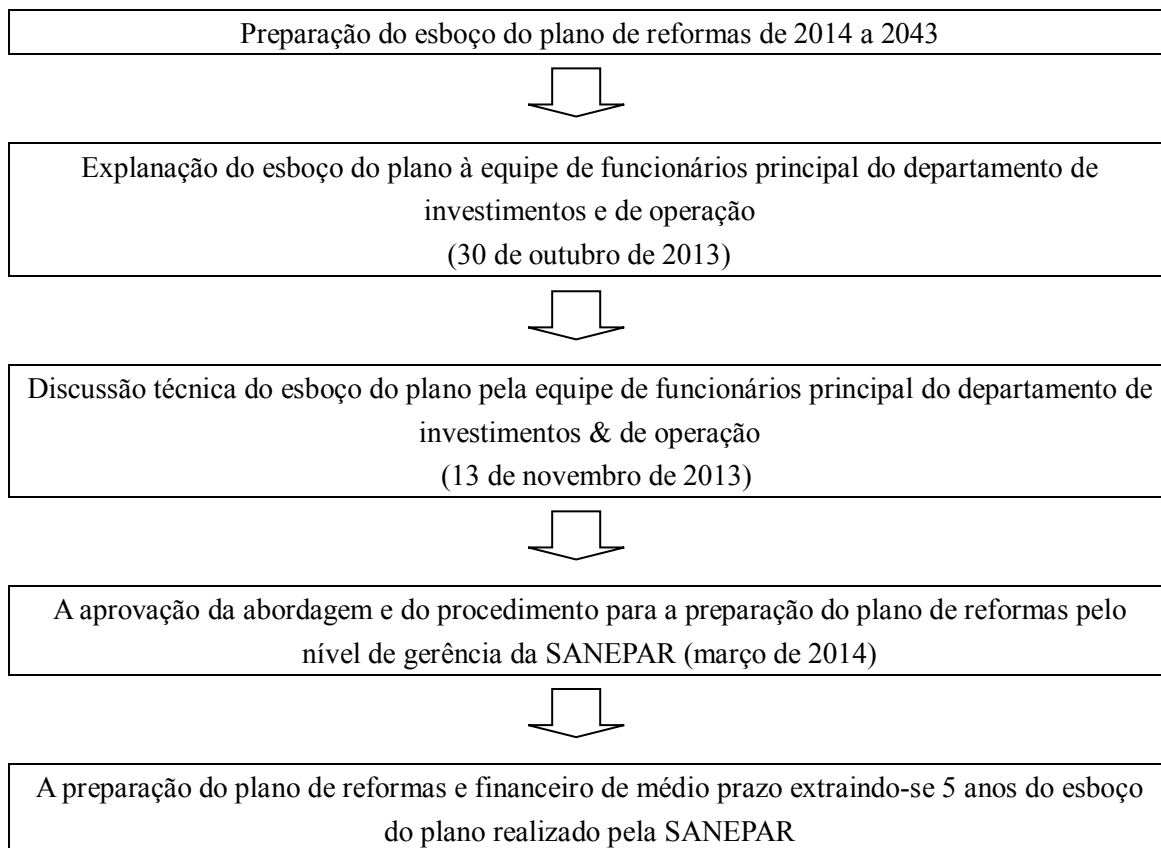 Preparação do esboço do plano de reformas de 2014 a 2043
Explanação do esboço do plano à equipe de funcionários principal do departamento de
investimentos e de operação
(30 de outubro de 2013)
Discussão técnica do esboço do plano pela equipe de funcionários principal do departamento de
investimentos & de operação
(13 de novembro de 2013)
A aprovação da abordagem e do procedimento para a preparação do plano de reformas pelo
nível de gerência da SANEPAR (março de 2014)
A preparação do plano de reformas e financeiro de médio prazo extraindo-se 5 anos do esboço
do plano realizado pela SANEPAR